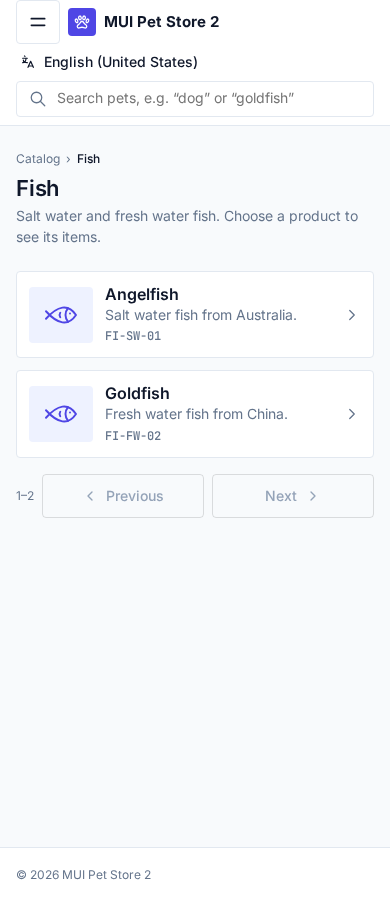 MUI Pet Store 2
English (United States)
Search pets, e.g. “dog” or “goldfish”
Catalog › Fish
Fish
Salt water and fresh water fish. Choose a product to
see its items.
Angelfish
Salt water fish from Australia.
FI-SW-01
Goldfish
Fresh water fish from China.
FI-FW-02
1–2
Previous
Next
© 2026 MUI Pet Store 2